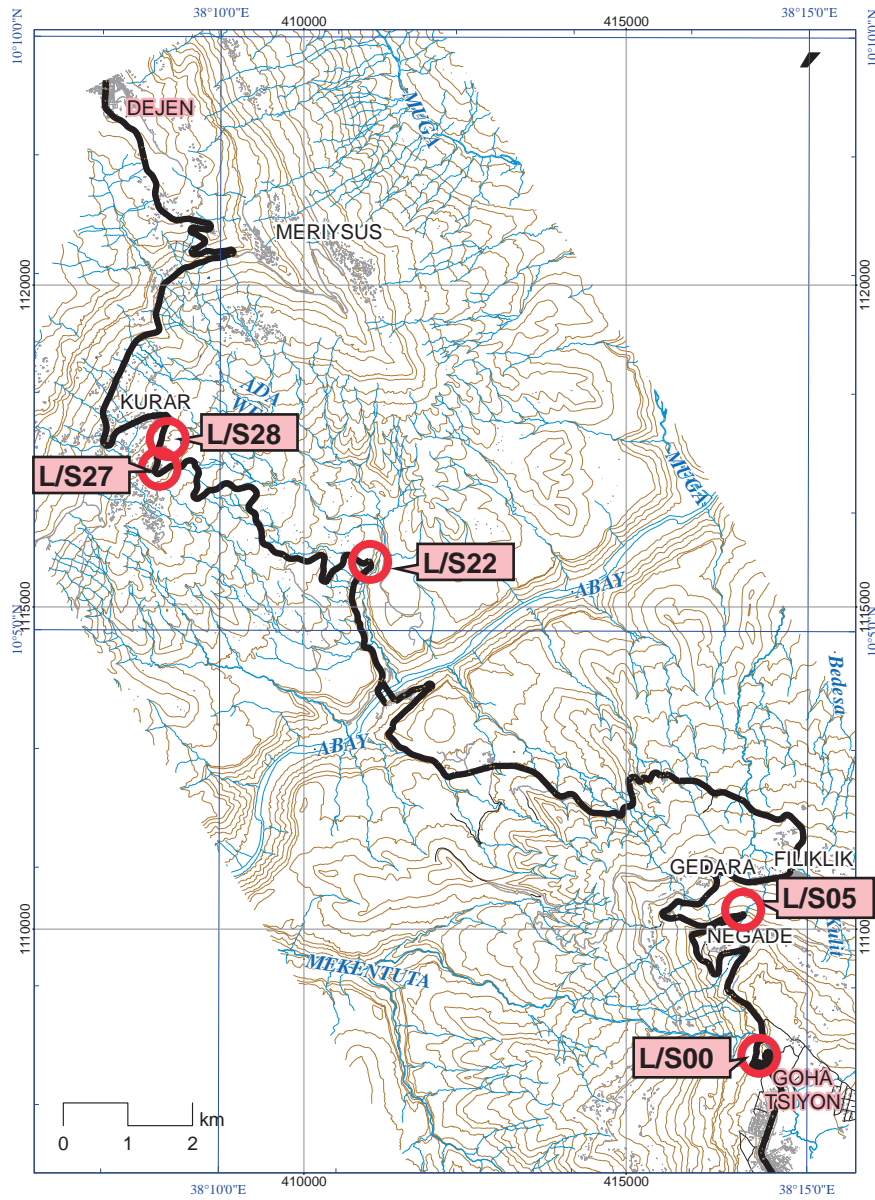 38°10'0"E
410000
415000
38°15'0"E
10°10'0"N
10°10'0"N
DEJEN
MUGA
MERIYSUS
1120000
1120000
KURAR
ADA
L/S28
L/S27
MUGA
L/S22
ABAY
1115000
1115000
10°5'0"N
10°5'0"N
Bedesa
ABAY
GEDARA
FILIKLIK
L/S05
1110000
1110000
NEGADE
Kulit
MEKENTUTA
L/S00
GOHA
TSIYON
km
0 1 2
38°10'0"E
410000
415000
38°15'0"E